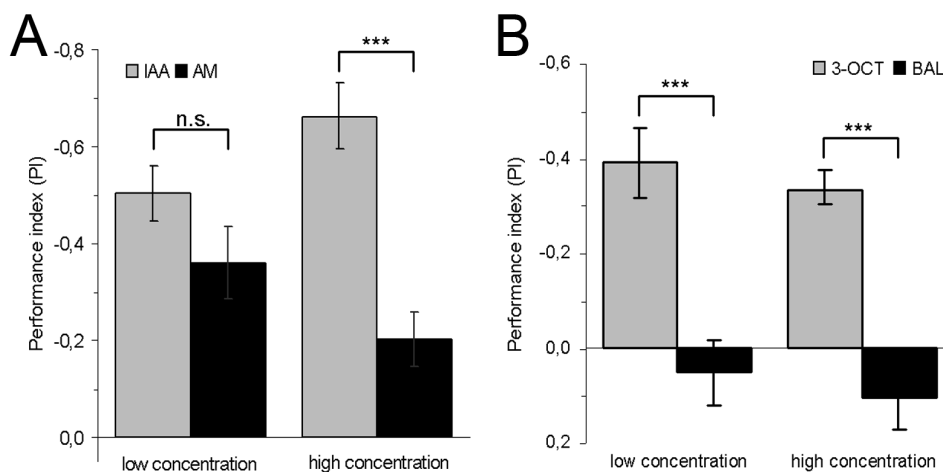 A
B
-0,8
-0,6
-0,4
-0,2
0,0
Performance index (PI)
IAA AM
n.s.
***
low concentration
high concentration
-0,6
-0,4
-0,2
0,0
0,2
Performance index (PI)
3-OCT BAL
***
***
low concentration
high concentration